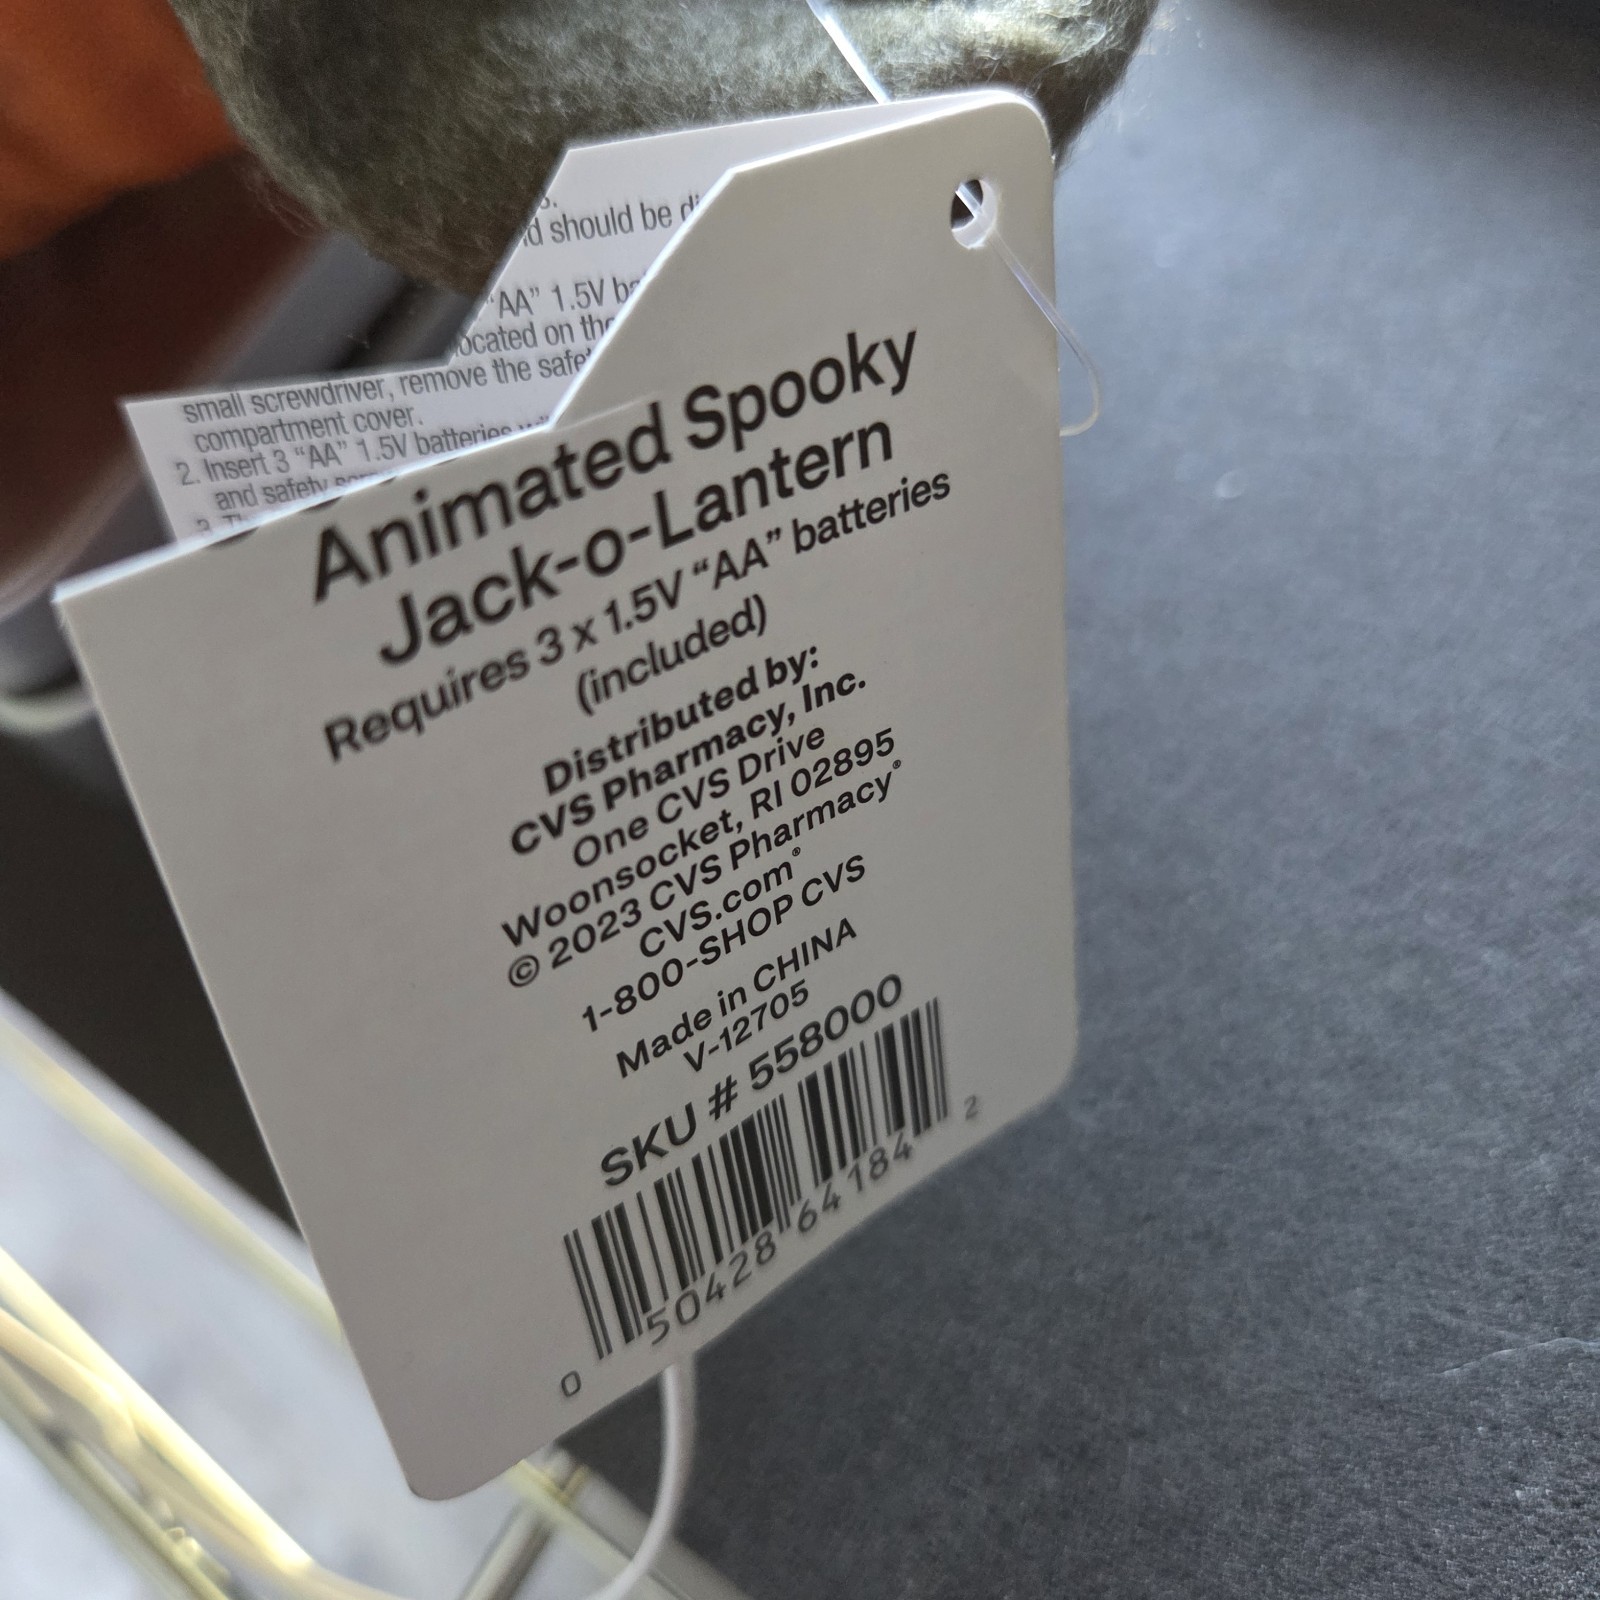 should be
"AA" 1.5V
located on the
small screwdriver, remove the
compartment cover.
2. Insert 3 "AA" 1.5V batteries
and safety
3.
Animated Spooky
Jack-o-Lantern
Requires 3 x 1.5V "AA" batteries
(included)
Distributed by:
CVS Pharmacy, Inc.
One CVS Drive
Woonsocket, RI 02895
© 2023 CVS Pharmacy®
CVS.com®
1-800-SHOP CVS
Made in CHINA
V-12705
SKU # 558000
0 50428 64184 2